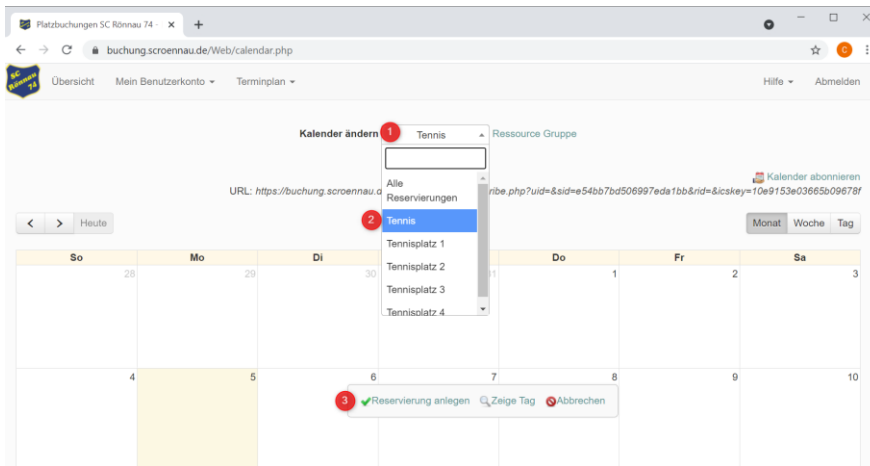 Platzbuchungen SC Rönnau 74 -
buchung.scroennau.de/Web/calendar.php
C
SC Rönnau 74
Übersicht Mein Benutzerkonto Terminplan Hilfe Abmelden
Kalender ändern 1 Tennis Ressource Gruppe
Alle
Reservierungen
Kalender abonnieren
URL: https://buchung.scroennau.d ribe.php?uid=&sid=e54bb7bd506997eda1bb&rid=&icskey=10e9153e03665b09678f
2 Tennis
Heute Monat Woche Tag
Tennisplatz 1
Tennisplatz 2
Tennisplatz 3
Tennisplatz 4
So Mo Di Do Fr Sa
28 29 30 1 2 3
4 5 6 7 8 9 10
3 Reservierung anlegen Zeige Tag Abbrechen